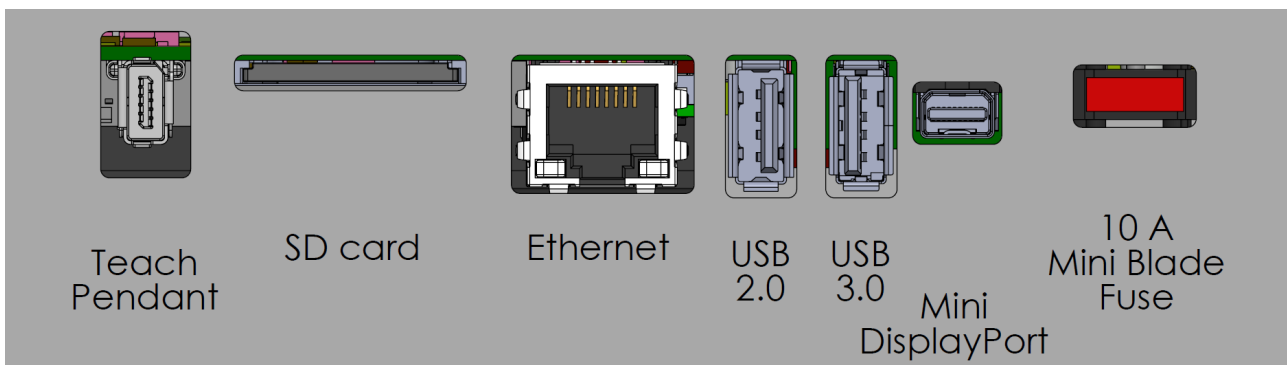 Teach
Pendant
SD card
Ethernet
USB
2.0
USB
3.0
Mini
DisplayPort
10 A
Mini Blade
Fuse